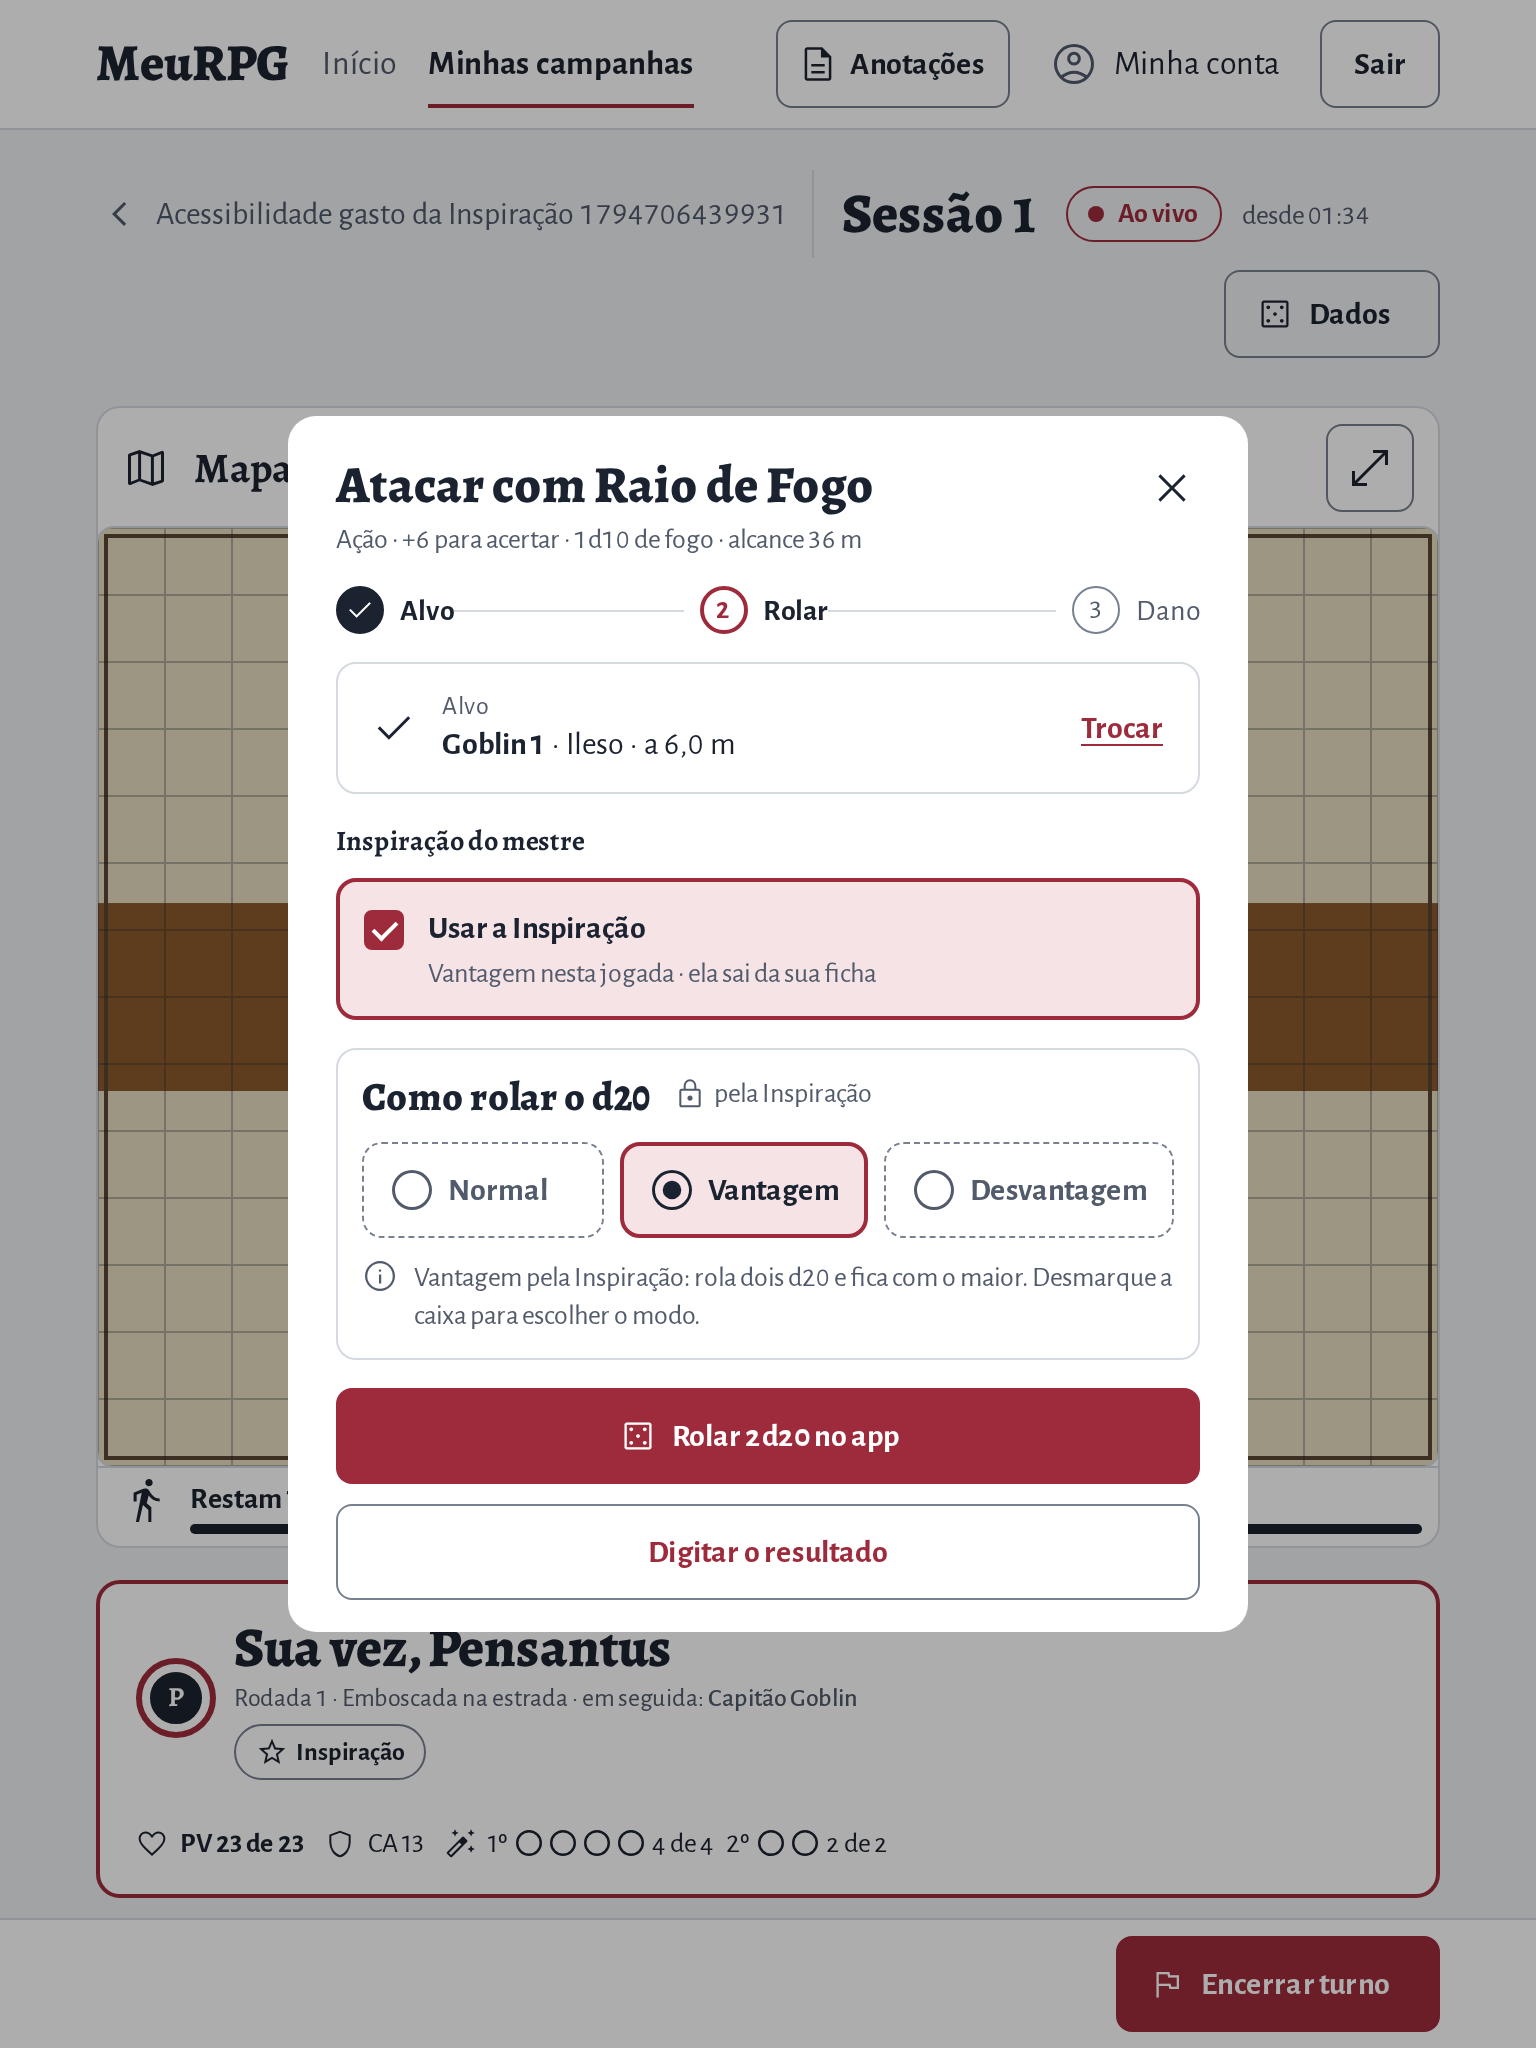 MeuRPG Início Minhas campanhas Anotações Minha conta Sair
Acessibilidade gasto da Inspiração 1794706439931 Sessão 1 Ao vivo desde 01:34
Dados
Mapa
Atacar com Raio de Fogo
Ação · +6 para acertar · 1d10 de fogo · alcance 36 m
Alvo 2 Rolar 3 Dano
Alvo
Goblin 1 · Ileso · a 6,0 m
Trocar
Inspiração do mestre
Usar a Inspiração
Vantagem nesta jogada · ela sai da sua ficha
Como rolar o d20 pela Inspiração
Normal Vantagem Desvantagem
Vantagem pela Inspiração: rola dois d20 e fica com o maior. Desmarque a
caixa para escolher o modo.
Rolar 2d20 no app
Digitar o resultado
Restam
Sua vez, Pensantus
P
Rodada 1 · Emboscada na estrada · em seguida: Capitão Goblin
Inspiração
PV 23 de 23 CA 13 1º 4 de 4 2º 2 de 2
Encerrar turno